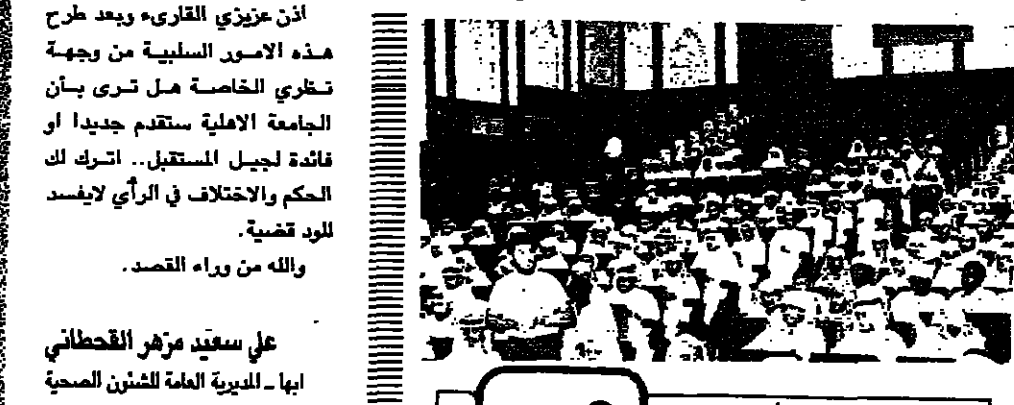 اذن عزيزي القارىء وبعد طرح
هذه الامور السلبية من وجهة
نظري الخاصة هل ترى بأن
الجامعة الاهلية ستقدم جديدا او
فائدة لجيل المستقبل.. اترك لك
الحكم والاختلاف في الرأي لايفسد
للود قضية.
والله من وراء القصد.
علي سعيد مزهر القحطاني
ابها ـ المديرية العامة للشئون الصحية